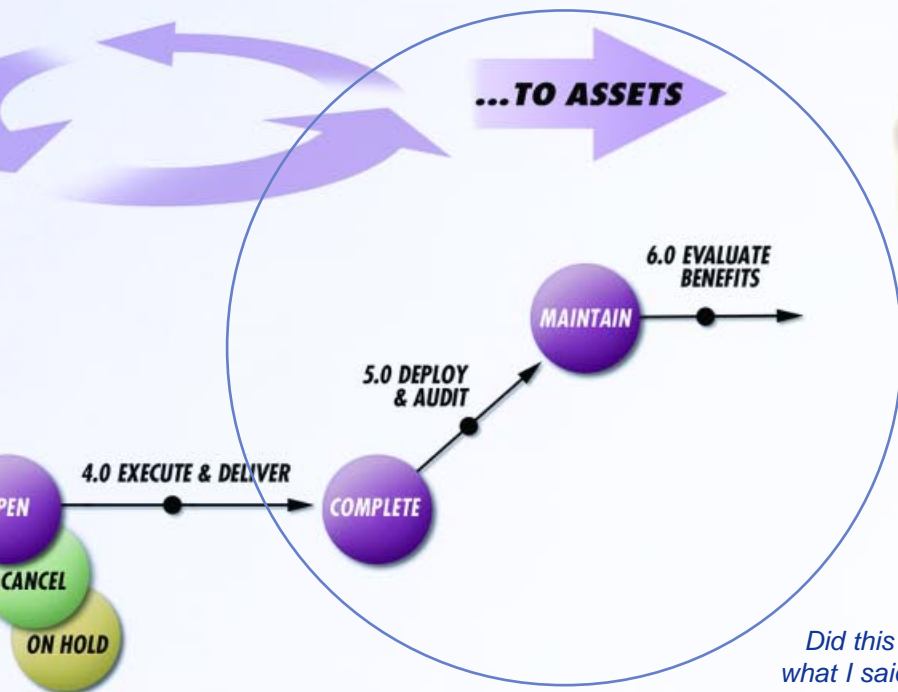 ...TO ASSETS
6.0 EVALUATE
BENEFITS
MAINTAIN
5.0 DEPLOY
& AUDIT
4.0 EXECUTE & DELIVER
PEN
COMPLETE
CANCEL
ON HOLD
Did this
what I said